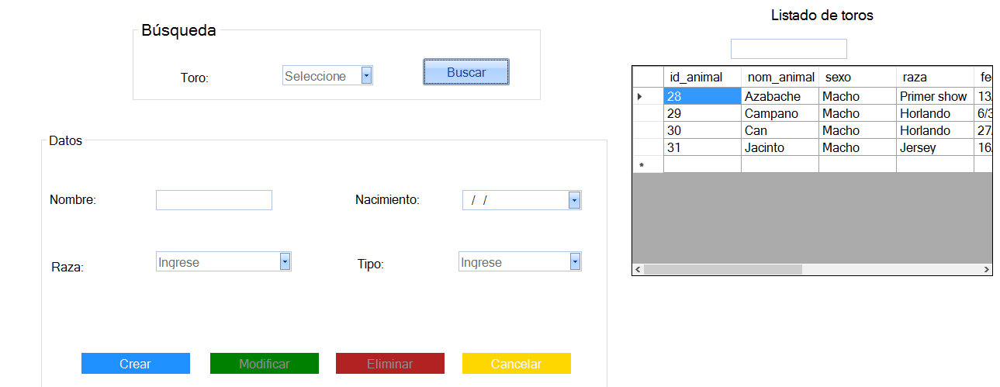 Búsqueda
Toro: Seleccione Buscar
Datos
Nombre: Nacimiento: / /
Raza: Ingrese Tipo: Ingrese
Crear Modificar Eliminar Cancelar
Listado de toros
id_animal nom_animal sexo raza fe
28 Azabache Macho Primer show 13/
29 Campano Macho Horlando 6/3
30 Can Macho Horlando 27/
31 Jacinto Macho Jersey 16/
*